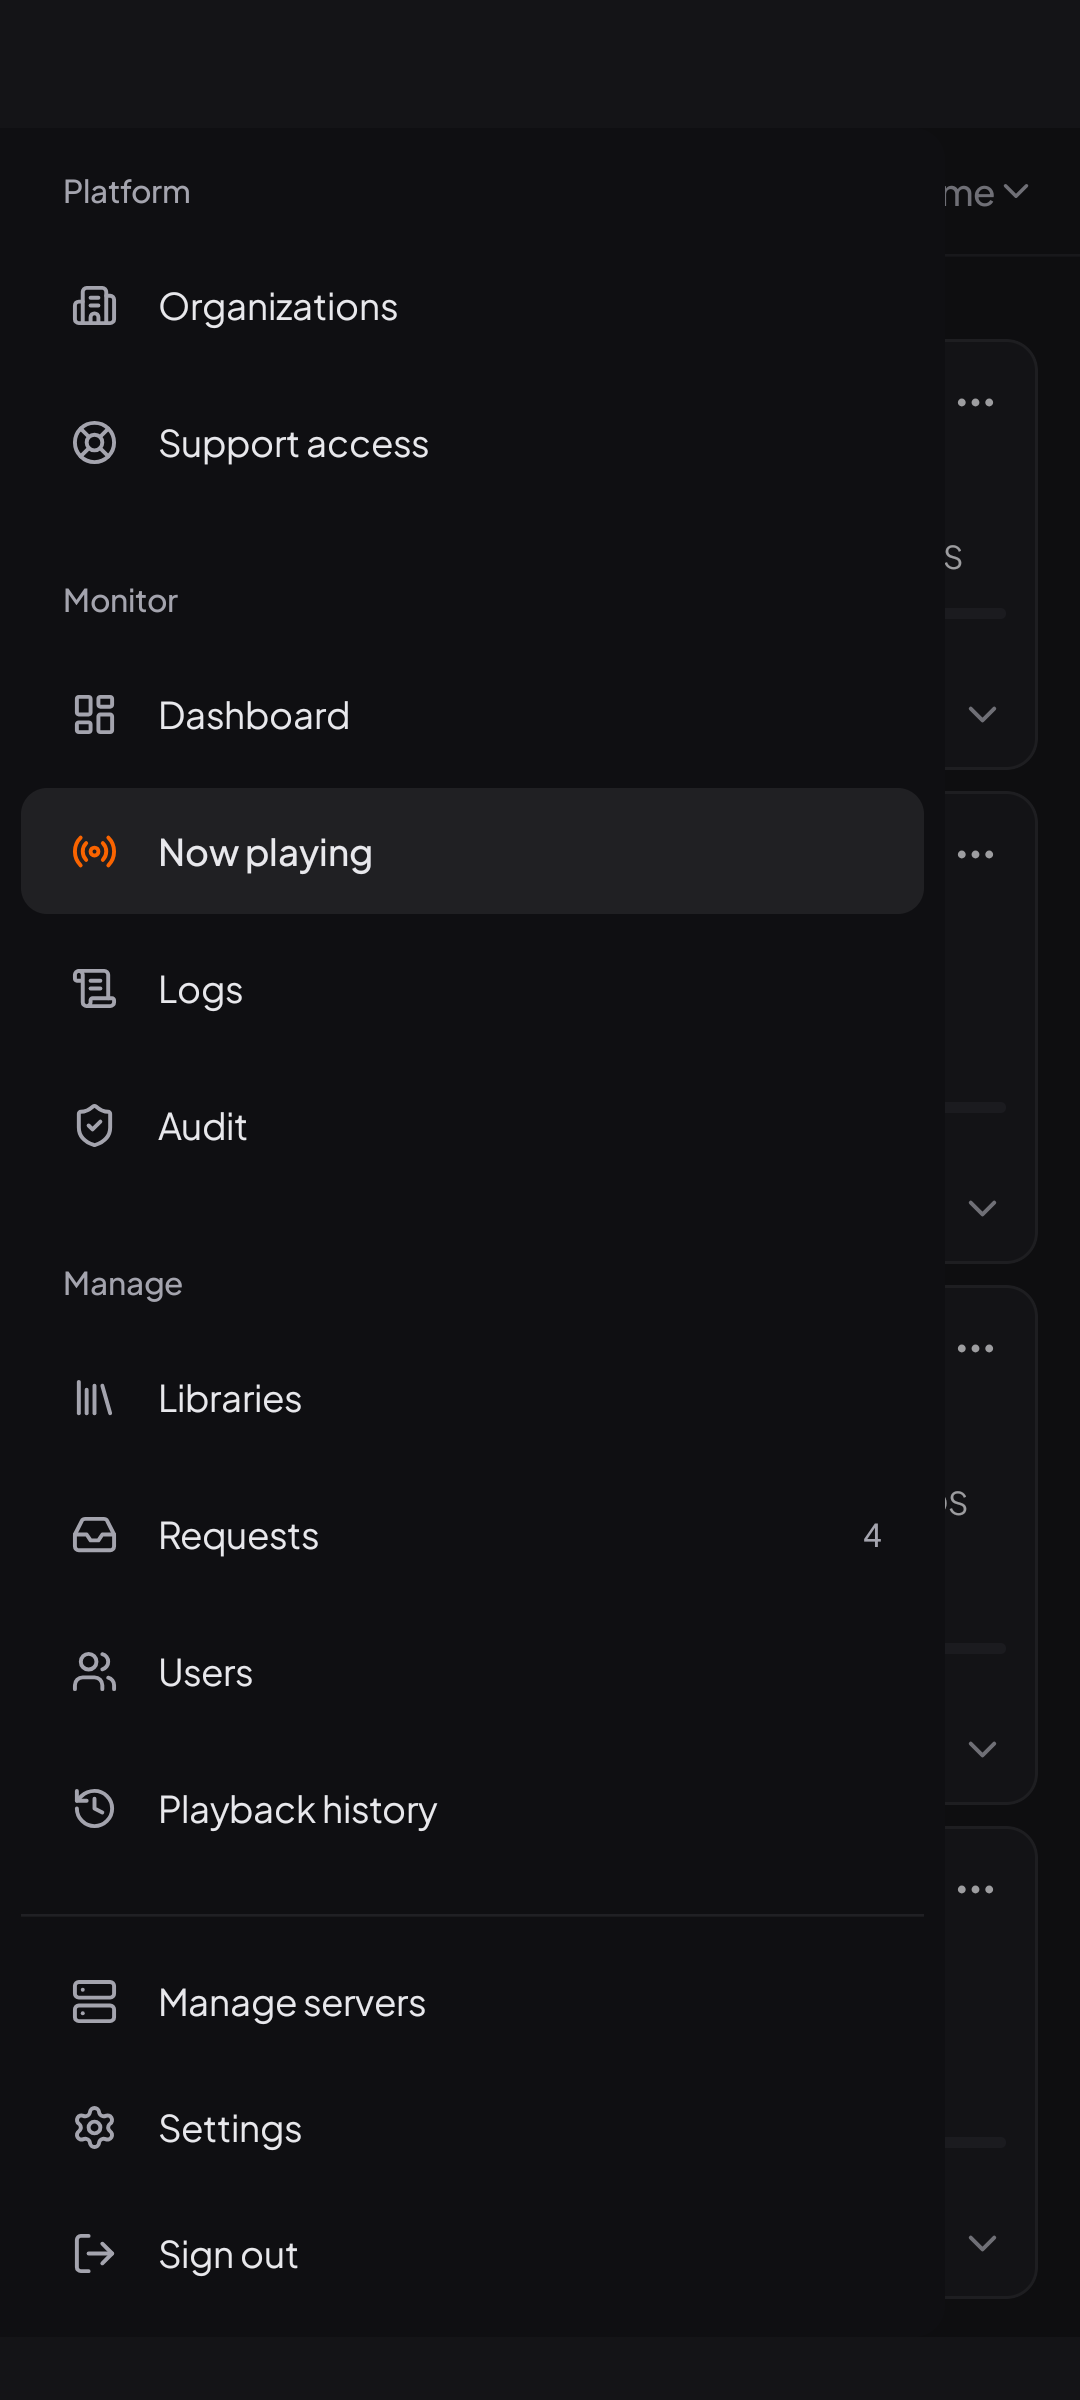 Platform
Organizations
Support access
Monitor
Dashboard
Now playing
Logs
Audit
Manage
Libraries
Requests 4
Users
Playback history
Manage servers
Settings
Sign out